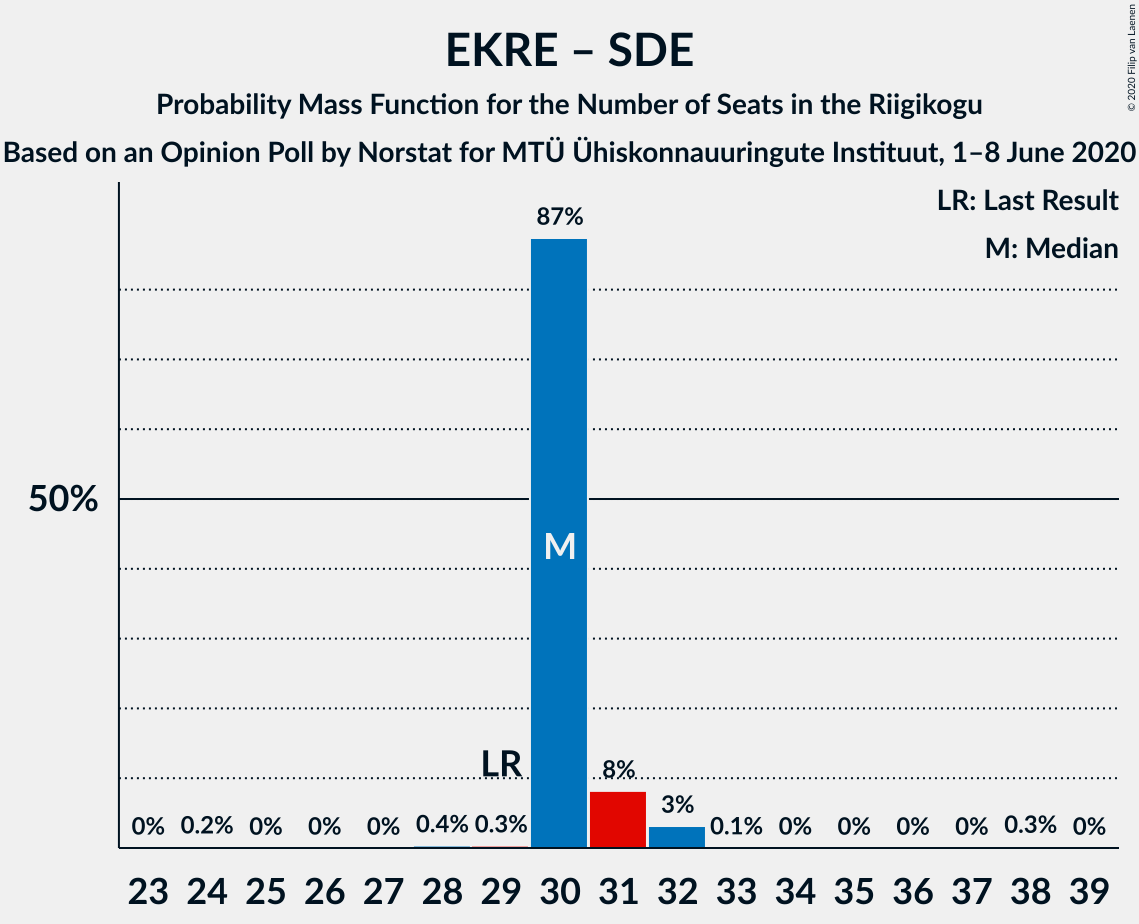 EKRE – SDE
Probability Mass Function for the Number of Seats in the Riigikogu
Based on an Opinion Poll by Norstat for MTÜ Ühiskonnauuringute Instituut, 1–8 June 2020
© 2020 Filip van Laenen
LR: Last Result
M: Median
87%
50%
M
LR
8%
3%
0% 0.2% 0% 0% 0% 0.4% 0.3% 0.1% 0% 0% 0% 0% 0.3% 0%
23 24 25 26 27 28 29 30 31 32 33 34 35 36 37 38 39